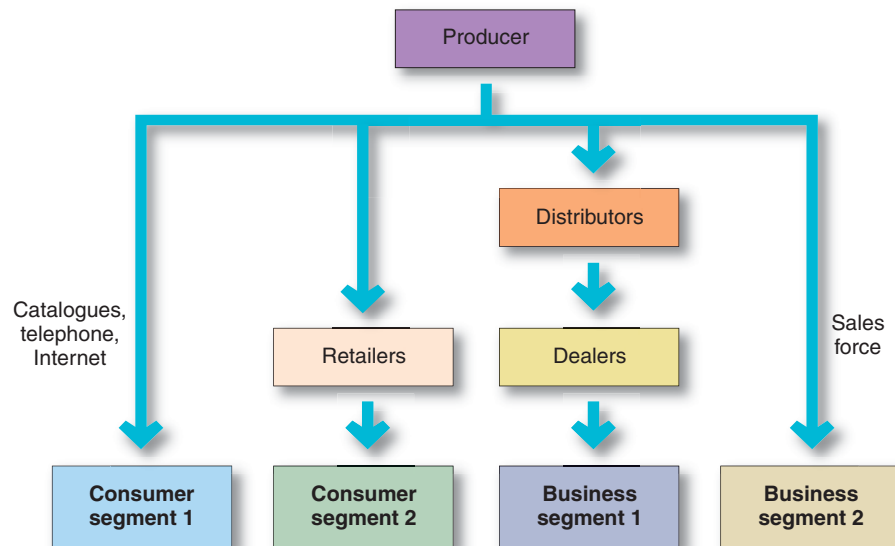 Producer
Distributors
Catalogues,
telephone,
Internet
Retailers
Dealers
Sales
force
Consumer
segment 1
Consumer
segment 2
Business
segment 1
Business
segment 2